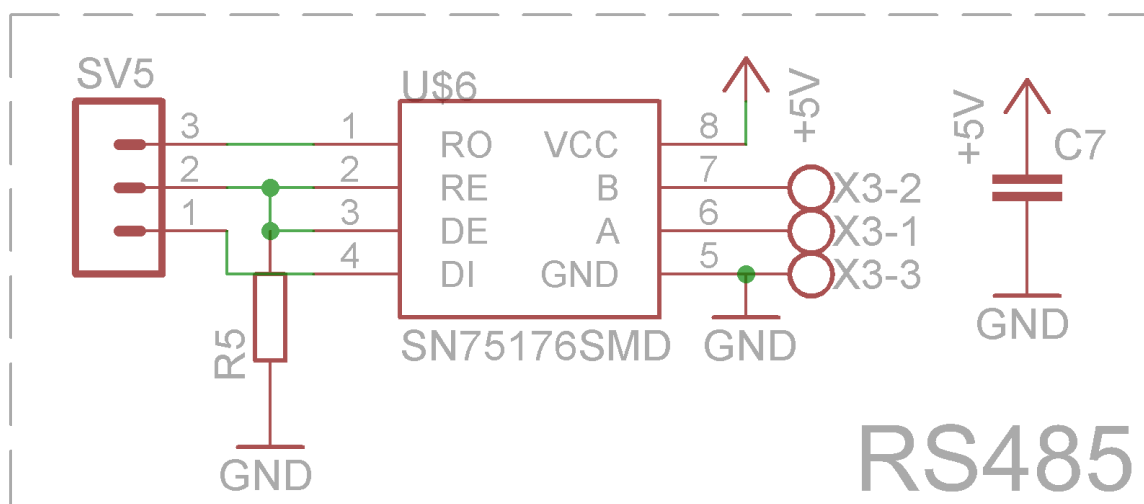 SV5
3
2
1
1
2
3
4
U$6
RO
RE
DE
DI
VCC
B
A
GND
SN75176SMD
8
7
6
5
+5V
X3-2
X3-1
X3-3
GND
R5
GND
+5V
C7
GND
RS485